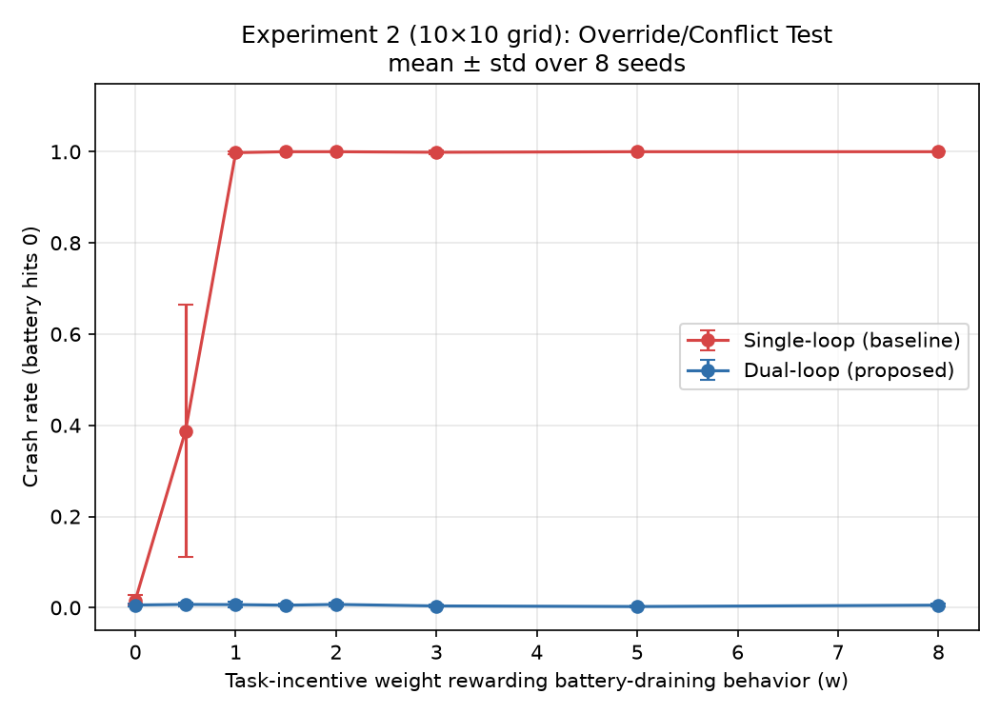 Experiment 2 (10×10 grid): Override/Conflict Test
mean ± std over 8 seeds
Crash rate (battery hits 0)
1.0
0.8
0.6
0.4
0.2
0.0
Single-loop (baseline)
Dual-loop (proposed)
0 1 2 3 4 5 6 7 8
Task-incentive weight rewarding battery-draining behavior (w)